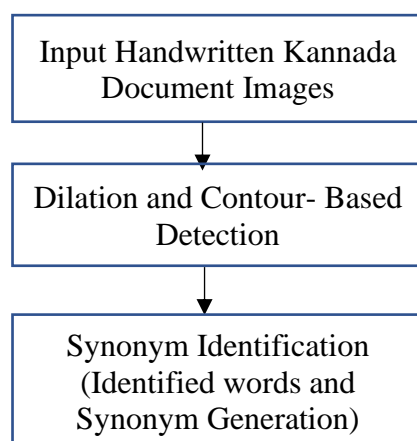 Input Handwritten Kannada
Document Images
Dilation and Contour- Based
Detection
Synonym Identification
(Identified words and
Synonym Generation)